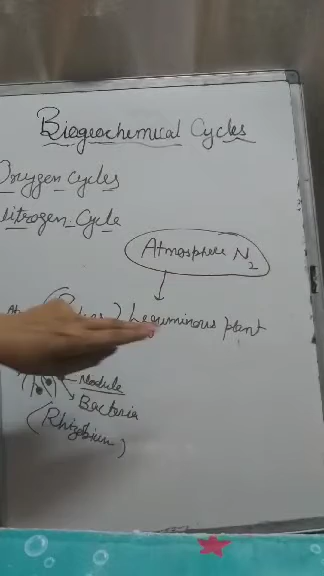 Biogeochemical Cycles
Oxygen Cycles
Nitrogen Cycle
Atmosphere N2
Leguminous plant
Nodule
Bacteria
(Rhizobium)